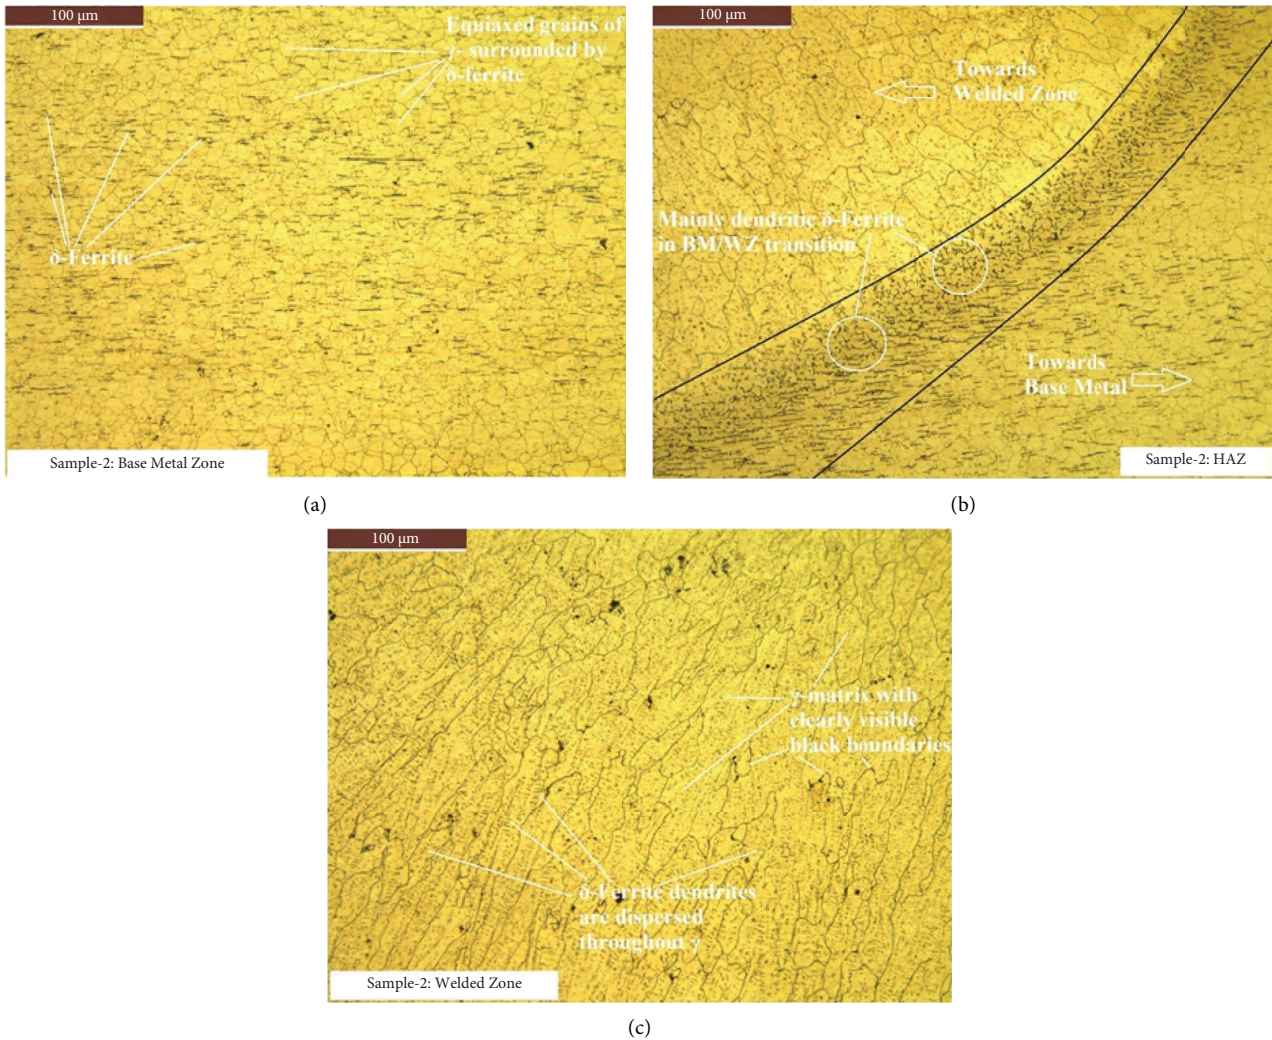 100 μm
Equiaxed grains of
γ- surrounded by
δ-ferrite
δ-Ferrite
Sample-2: Base Metal Zone
(a)
100 μm
Towards
Welded Zone
Mainly dendritic δ-Ferrite
in BM/WZ transition
Towards
Base Metal
Sample-2: HAZ
(b)
100 μm
γ-matrix with
clearly visible
black boundaries
δ-Ferrite dendrites
are dispersed
throughout γ
Sample-2: Welded Zone
(c)